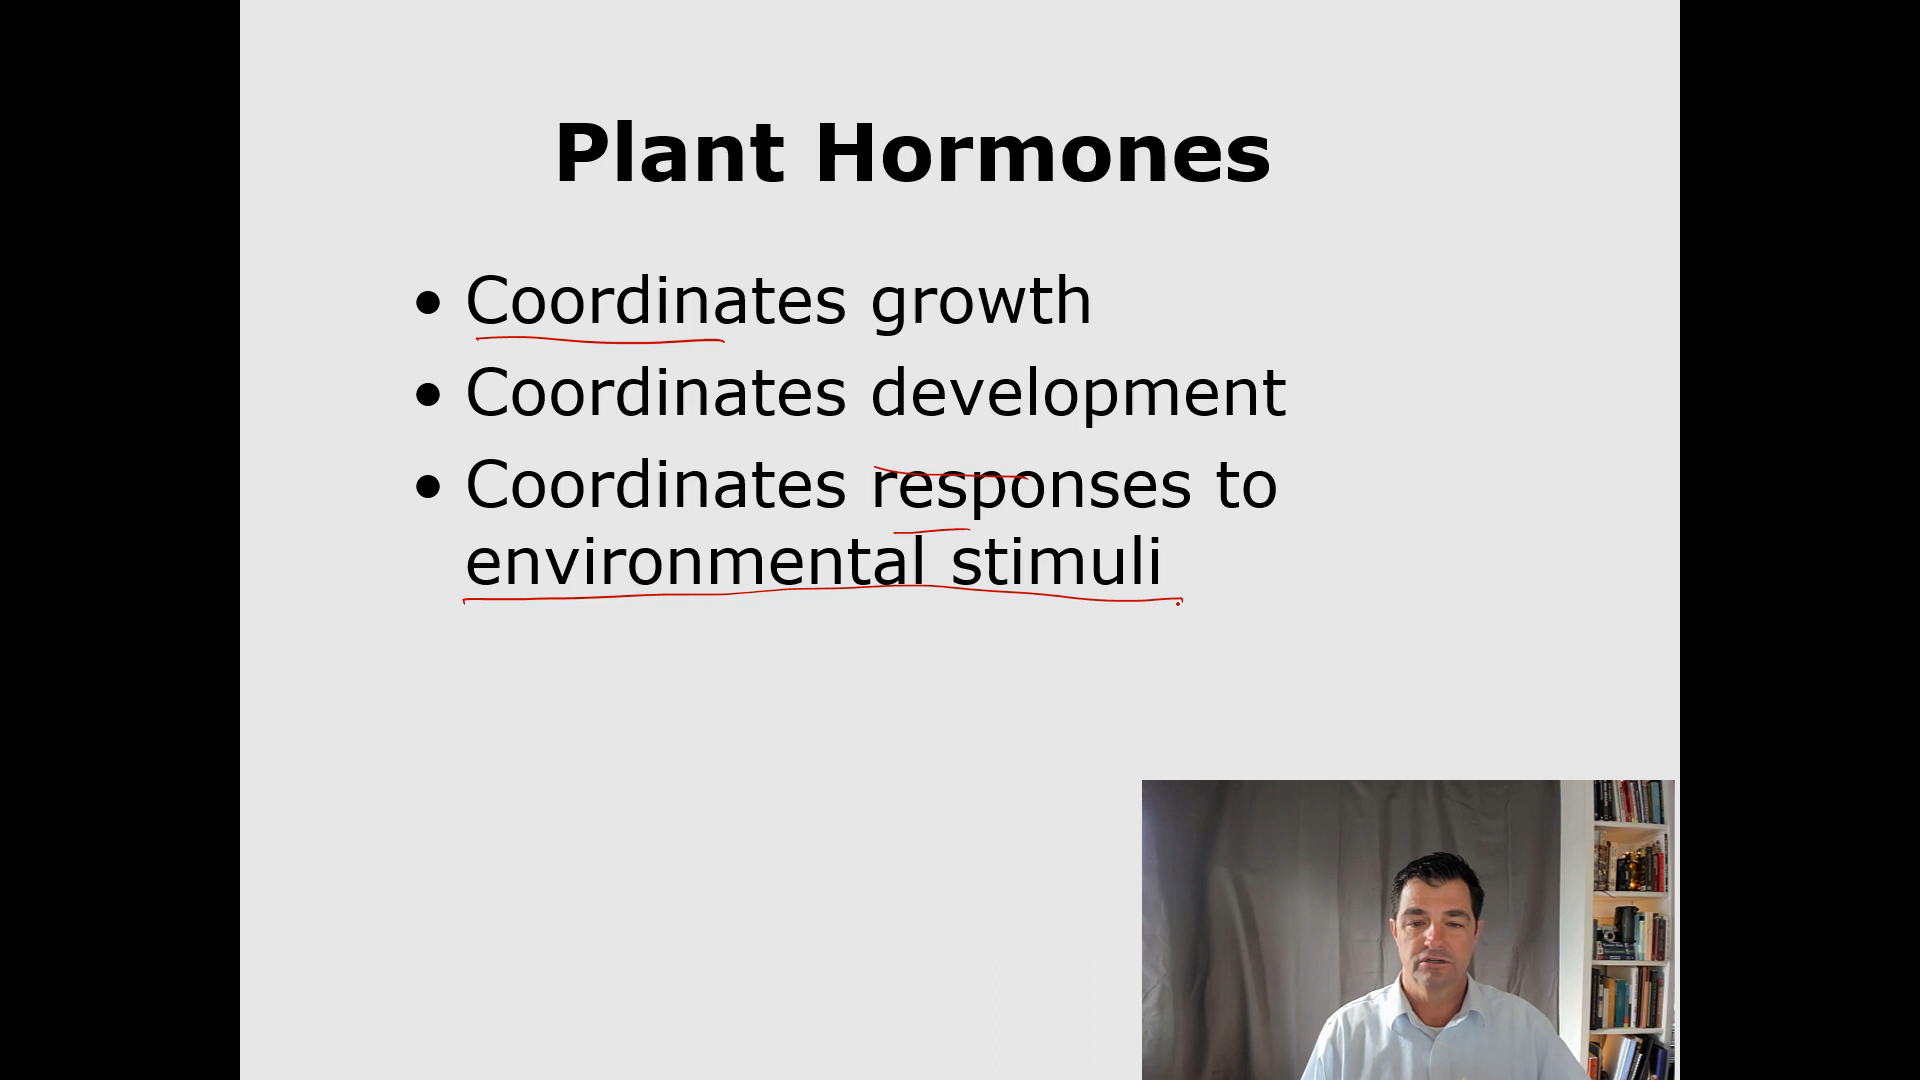 Plant Hormones
• Coordinates growth
• Coordinates development
• Coordinates responses to
environmental stimuli